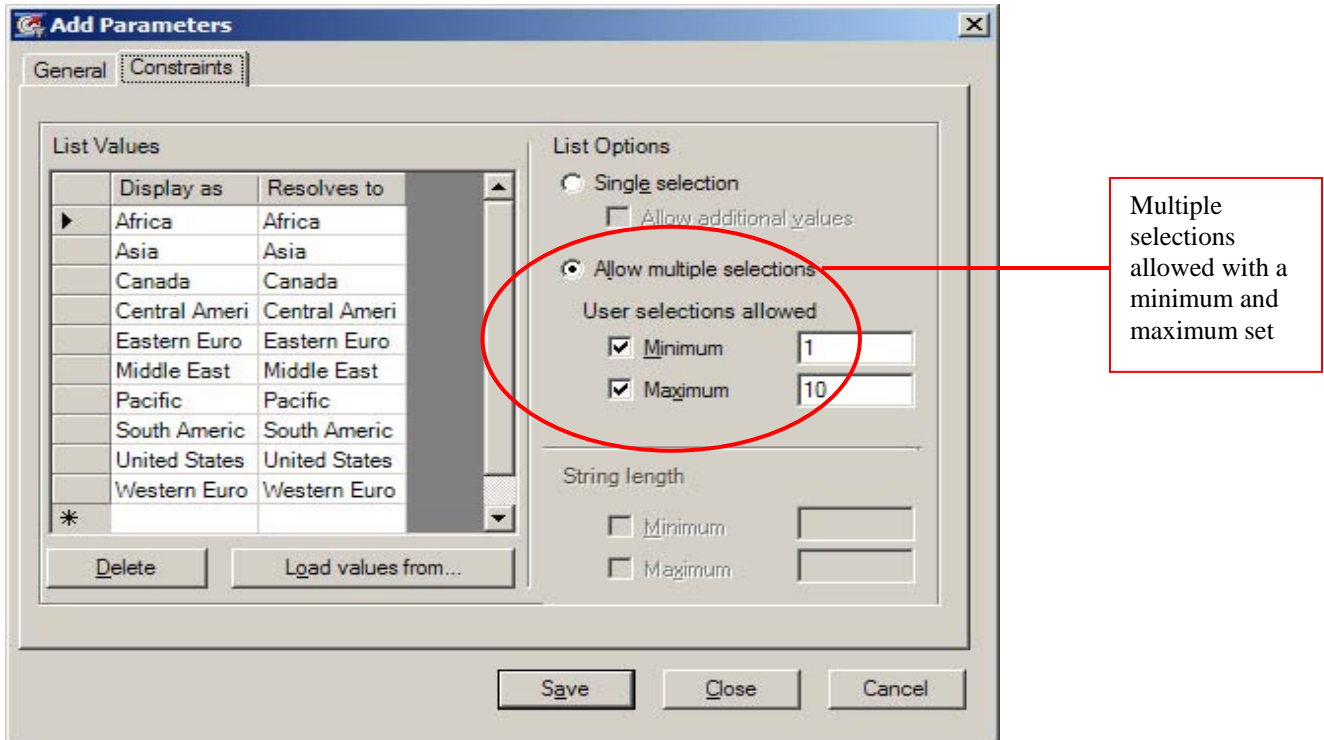 Add Parameters
General Constraints
List Values
Display as Resolves to
Africa Africa
Asia Asia
Canada Canada
Central Ameri Central Ameri
Eastern Euro Eastern Euro
Middle East Middle East
Pacific Pacific
South Americ South Americ
United States United States
Western Euro Western Euro
Delete Load values from...
List Options
Single selection
Allow additional values
Allow multiple selections
User selections allowed
Minimum 1
Maximum 10
String length
Minimum
Maximum
Save Close Cancel
Multiple
selections
allowed with a
minimum and
maximum set